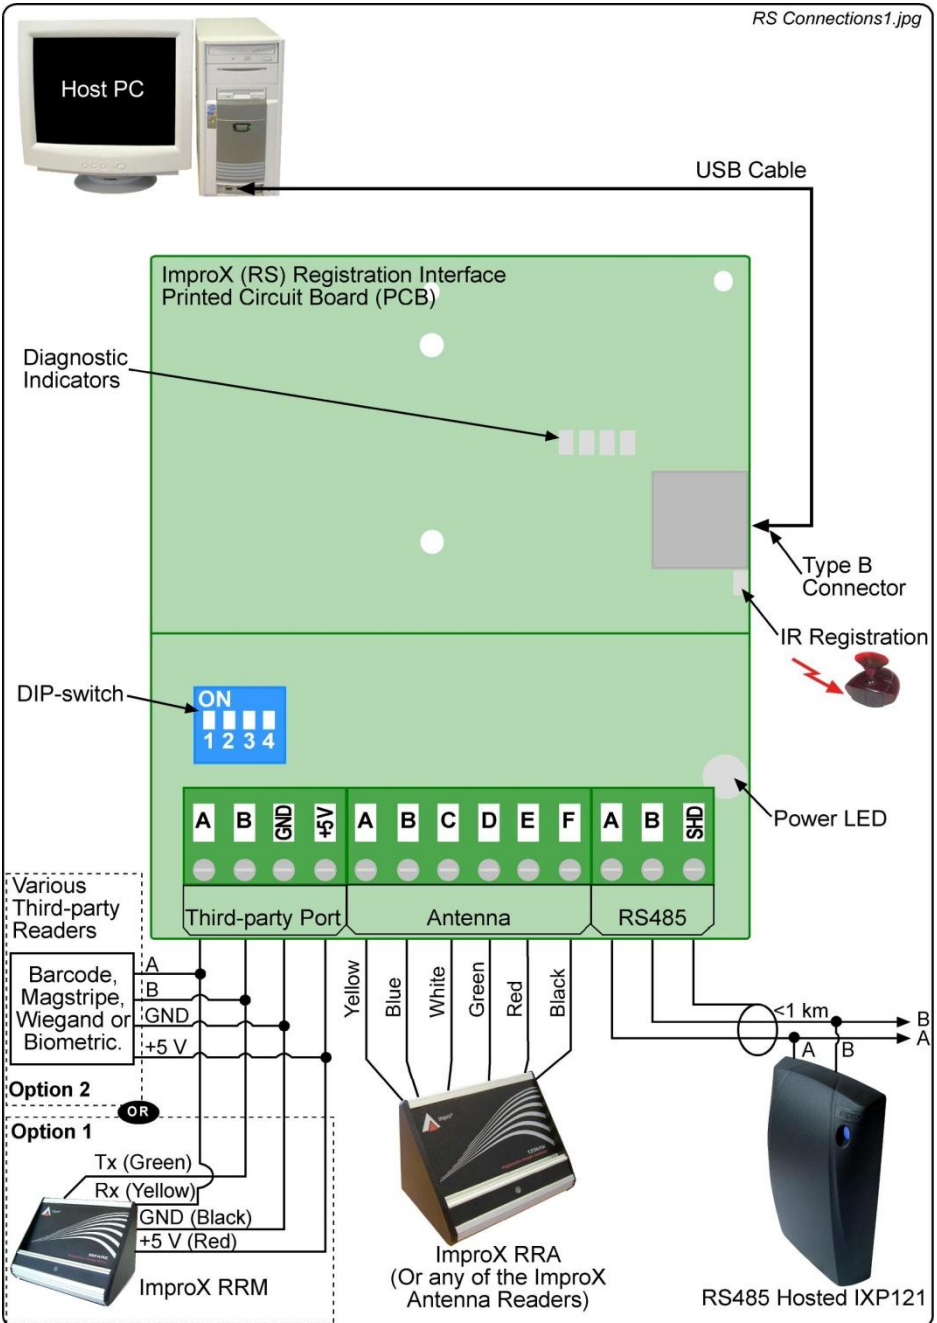 RS Connections1.jpg
Host PC
USB Cable
ImproX (RS) Registration Interface
Printed Circuit Board (PCB)
Diagnostic
Indicators
Type B
Connector
IR Registration
DIP-switch
ON
1 2 3 4
Power LED
A B GND +5V A B C D E F A B SHD
Third-party Port Antenna RS485
Various
Third-party
Readers
Barcode,
Magstripe,
Wiegand or
Biometric.
A
B
GND
+5 V
Option 2
OR
Option 1
Tx (Green)
Rx (Yellow)
GND (Black)
+5 V (Red)
ImproX RRM
Yellow
Blue
White
Green
Red
Black
ImproX RRA
(Or any of the ImproX
Antenna Readers)
<1 km
B
A
A B
RS485 Hosted IXP121